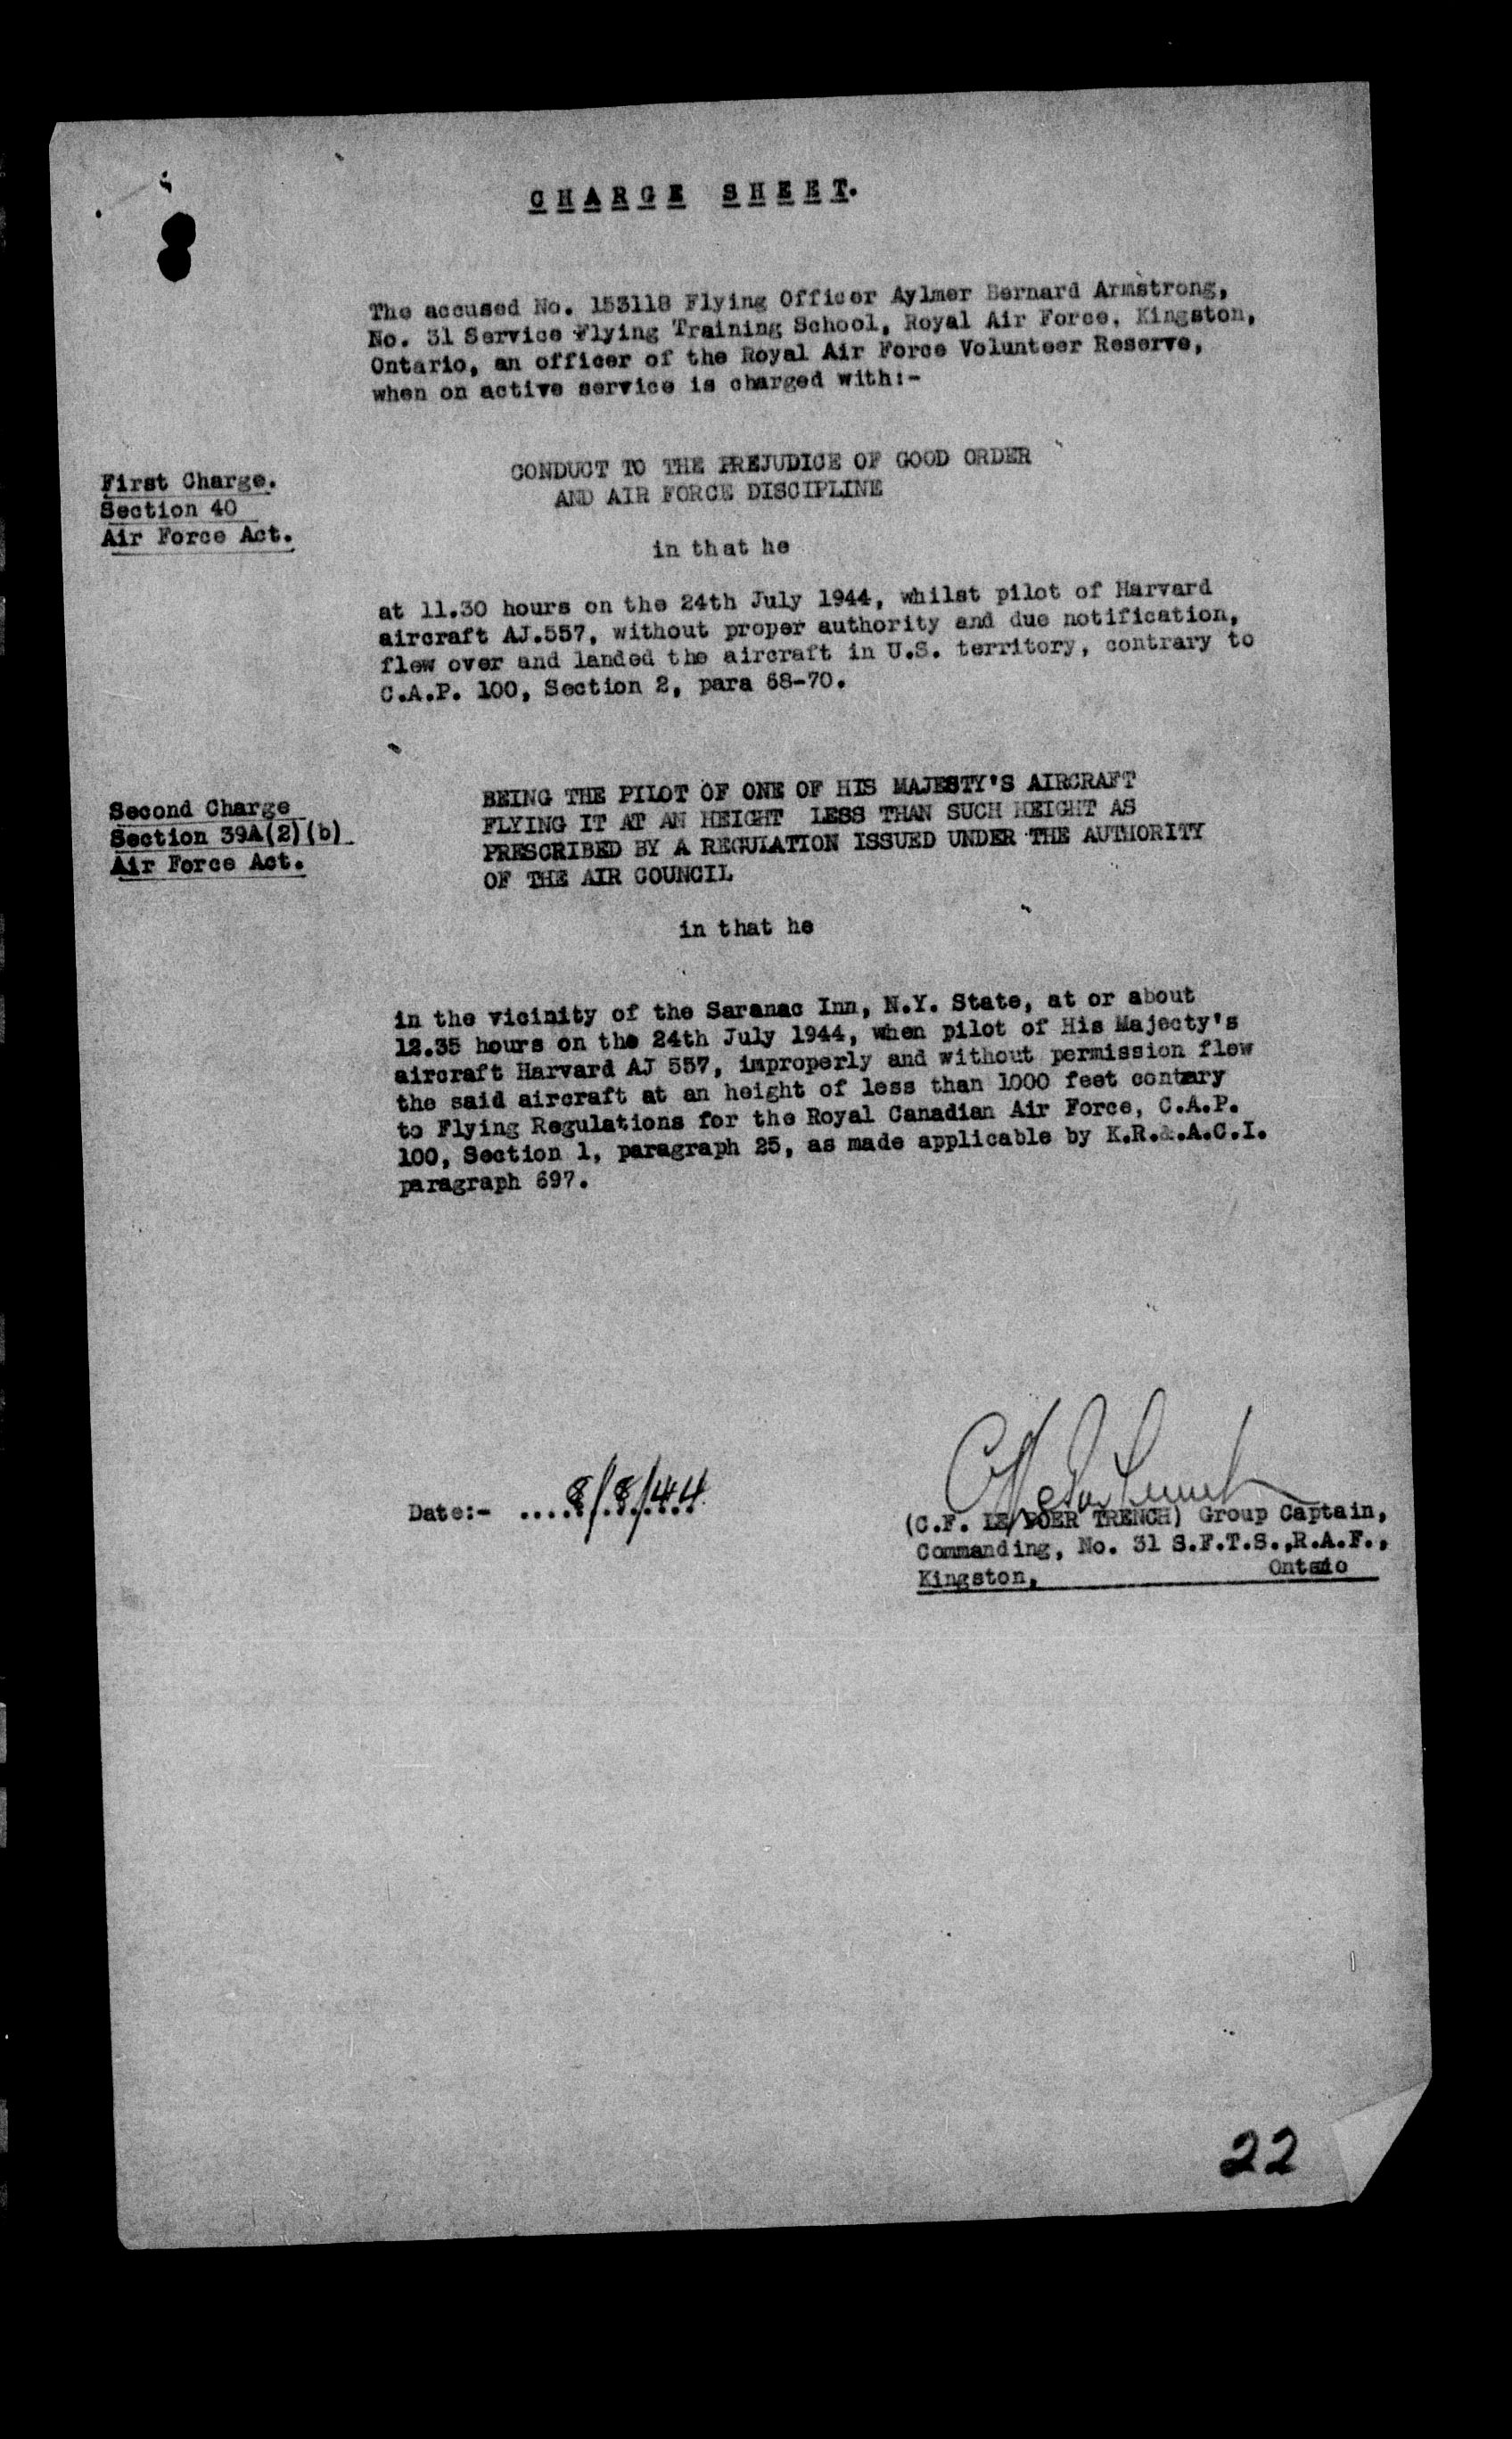 CHARGE SHEET.
The accused No. 153118 Flying Officer Aylmer Bernard Armstrong,
No. 31 Service Flying Training School, Royal Air Force, Kingston,
Ontario, an officer of the Royal Air Force Volunteer Reserve,
when on active service is charged with:-
First Charge.
Section 40
Air Force Act.
CONDUCT TO THE PREJUDICE OF GOOD ORDER
AND AIR FORCE DISCIPLINE
in that he
at 11.30 hours on the 24th July 1944, whilst pilot of Harvard
aircraft AJ.557, without proper authority and due notification,
flew over and landed the aircraft in U.S. territory, contrary to
C.A.P. 100, Section 2, para 68-70.
Second Charge
Section 39A(2)(b)
Air Force Act.
BEING THE PILOT OF ONE OF HIS MAJESTY'S AIRCRAFT
FLYING IT AT AN HEIGHT LESS THAN SUCH HEIGHT AS
PRESCRIBED BY A REGULATION ISSUED UNDER THE AUTHORITY
OF THE AIR COUNCIL
in that he
in the vicinity of the Saranac Inn, N.Y. State, at or about
12.35 hours on the 24th July 1944, when pilot of His Majecty's
aircraft Harvard AJ 557, improperly and without permission flew
the said aircraft at an height of less than 1000 feet contrary
to Flying Regulations for the Royal Canadian Air Force, C.A.P.
100, Section 1, paragraph 25, as made applicable by K.R.&.A.C.I.
paragraph 697.
Date:- ....8/8/44
(C.F. LE POER TRENCH) Group Captain,
Commanding, No. 31 S.F.T.S.,R.A.F.,
Kingston, Ontario
22